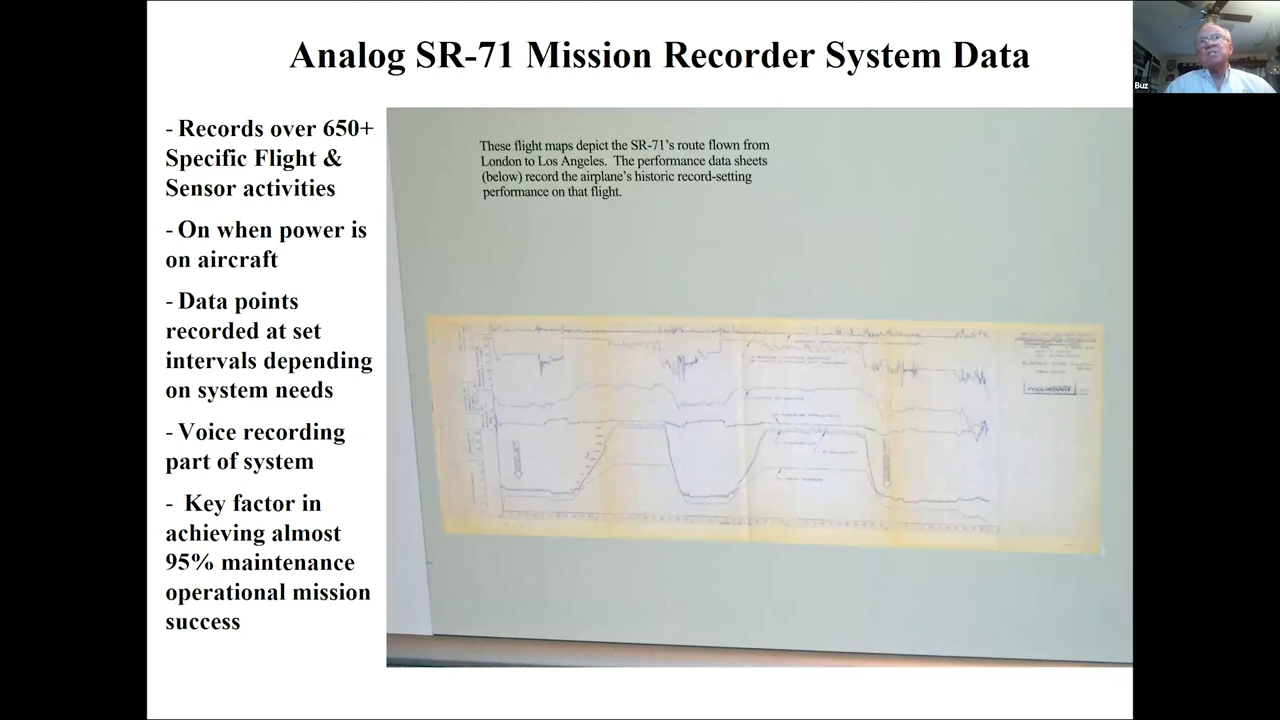 Analog SR-71 Mission Recorder System Data
- Records over 650+
Specific Flight &
Sensor activities
- On when power is
on aircraft
- Data points
recorded at set
intervals depending
on system needs
- Voice recording
part of system
- Key factor in
achieving almost
95% maintenance
operational mission
success
These flight maps depict the SR-71's route flown from
London to Los Angeles. The performance data sheets
(below) record the airplane's historic record-setting
performance on that flight.
PRELIMINARY
Buz